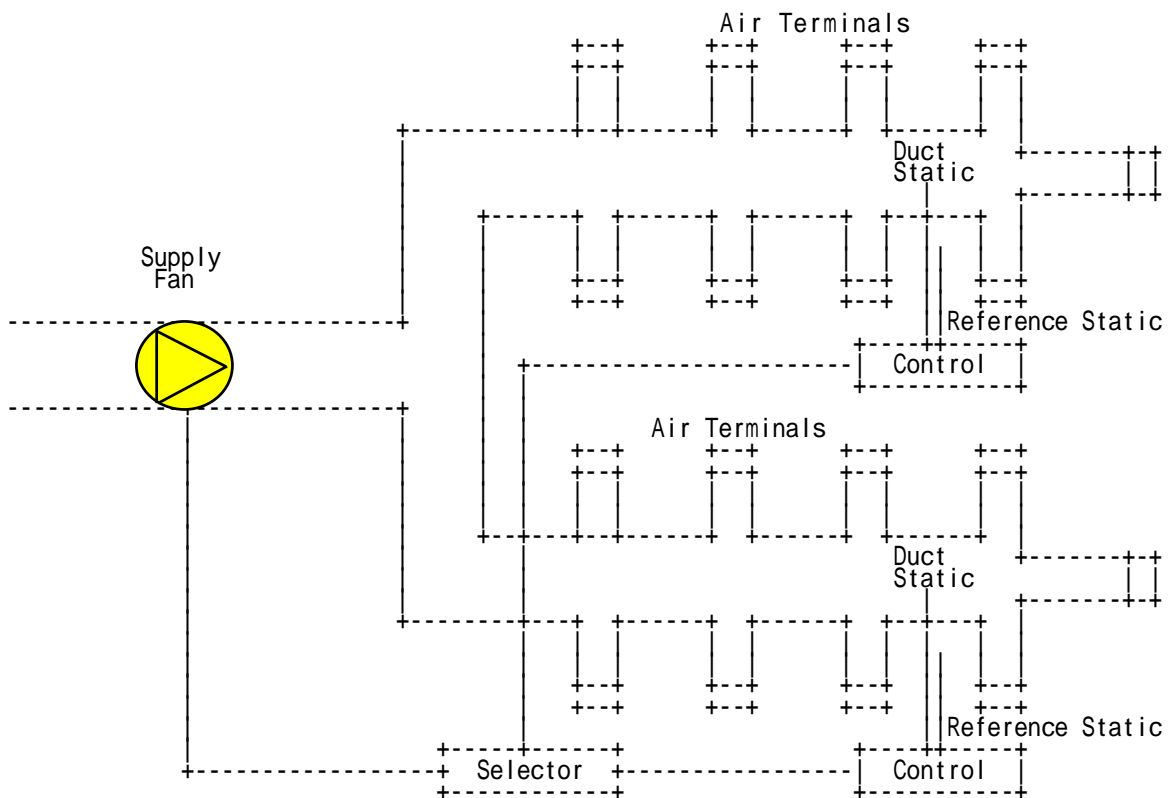 Air Terminals
Duct
Static
Supply
Fan
Reference Static
Control
Air Terminals
Duct
Static
Reference Static
Selector
Control